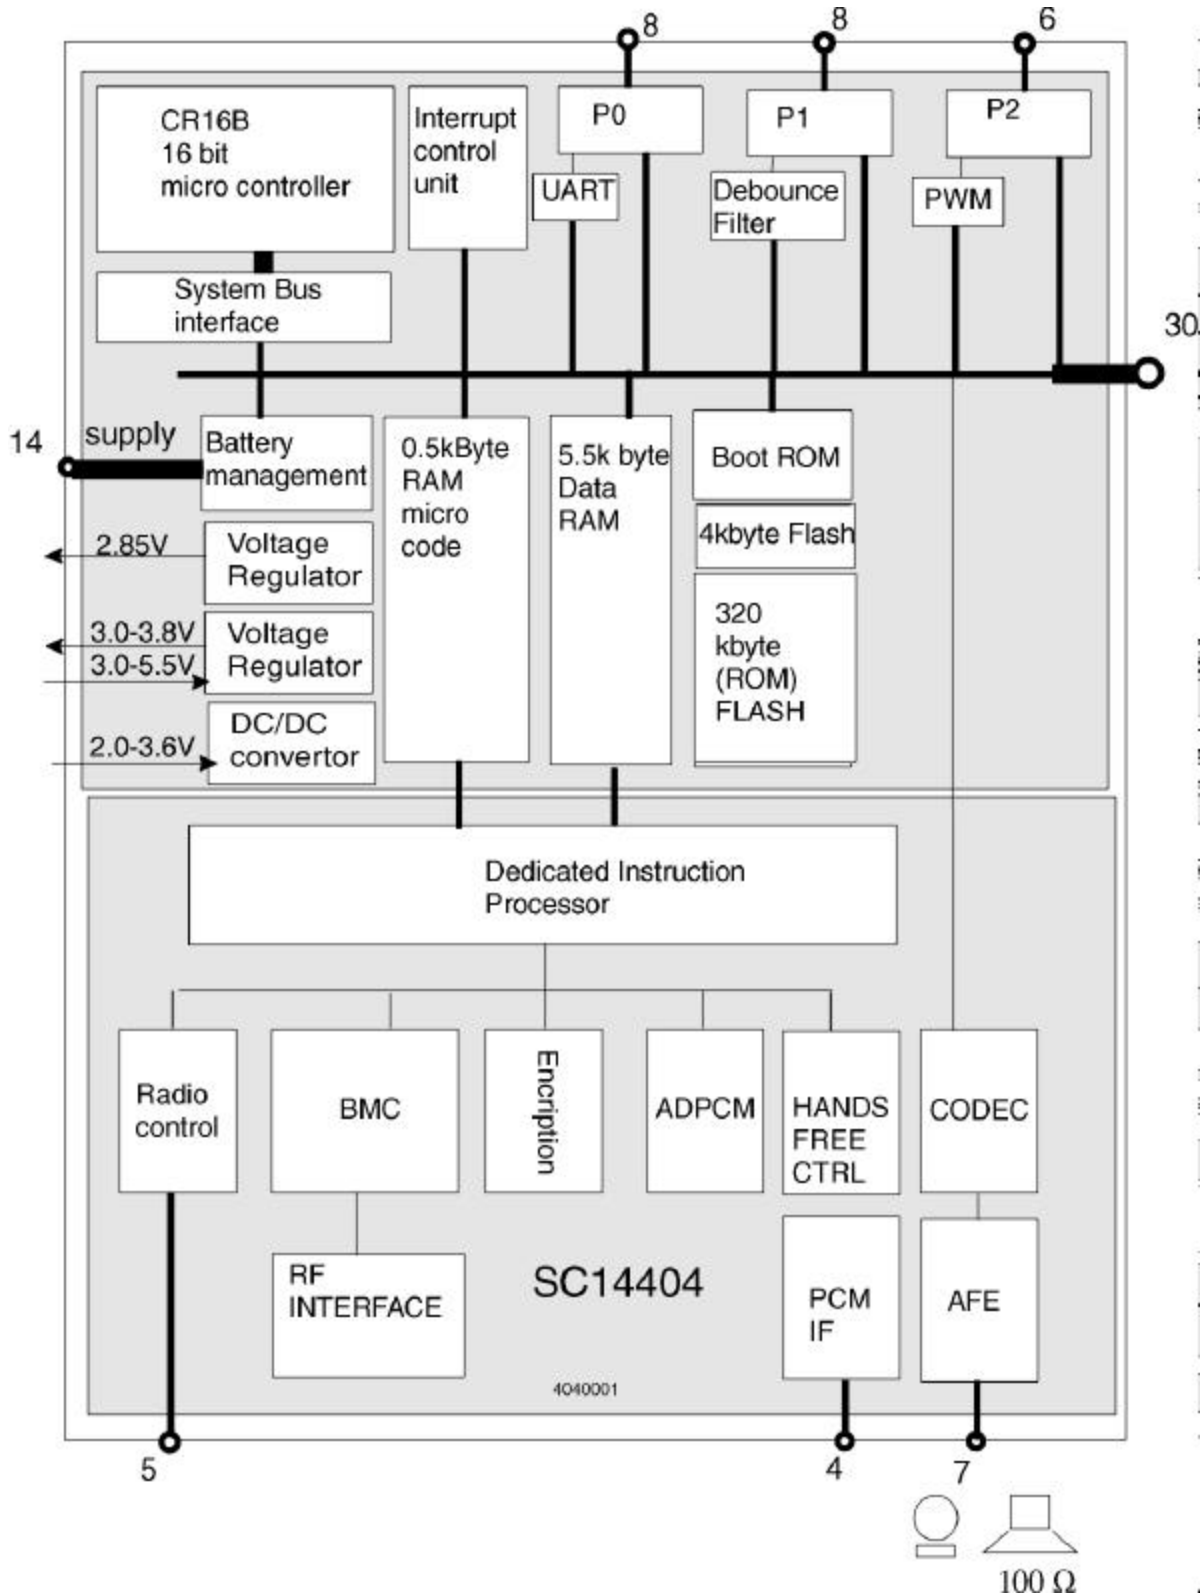 8
8
6
CR16B
16 bit
micro controller
Interrupt
control
unit
P0
P1
P2
UART
Debounce
Filter
PWM
System Bus
interface
30
14
supply
Battery
management
0.5kByte
RAM
micro
code
5.5k byte
Data
RAM
Boot ROM
4kbyte Flash
320
kbyte
(ROM)
FLASH
2.85V
Voltage
Regulator
3.0-3.8V
3.0-5.5V
Voltage
Regulator
2.0-3.6V
DC/DC
convertor
Dedicated Instruction
Processor
Radio
control
BMC
Encription
ADPCM
HANDS
FREE
CTRL
CODEC
RF
INTERFACE
SC14404
PCM
IF
AFE
4040001
5
4
7
100 Ω